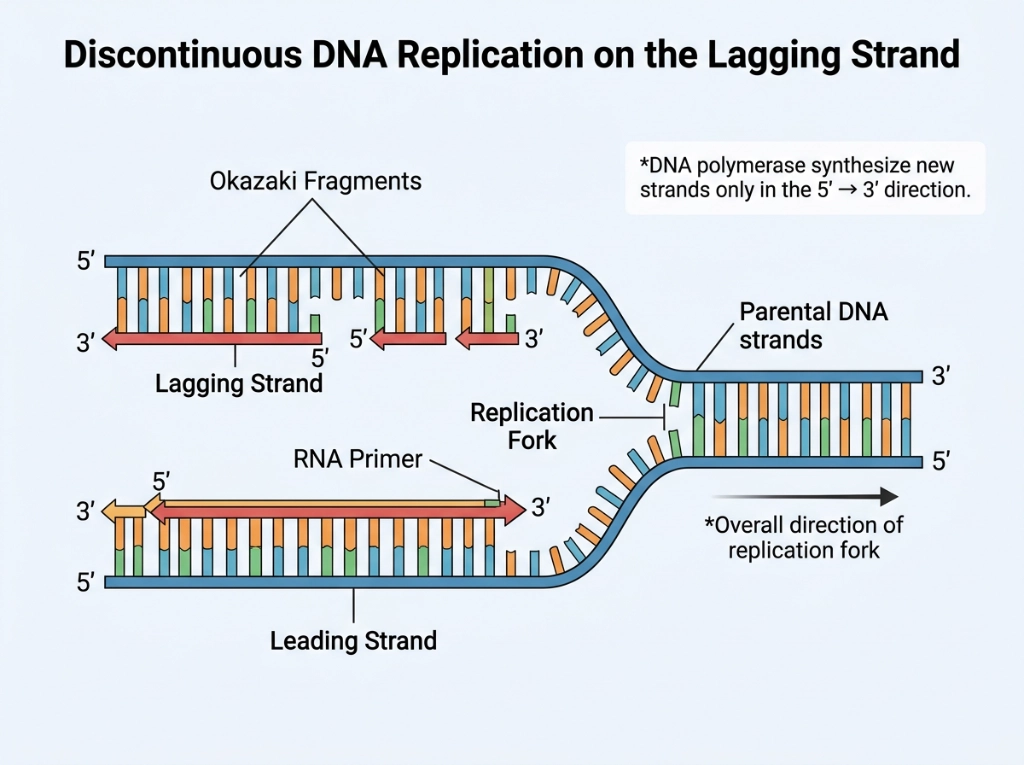 Discontinuous DNA Replication on the Lagging Strand
*DNA polymerase synthesize new
strands only in the 5′ → 3′ direction.
Okazaki Fragments
5′
3′
5′
5′
3′
Lagging Strand
Parental DNA
strands
3′
5′
Replication
Fork
RNA Primer
5′
3′
3′
5′
*Overall direction of
replication fork
Leading Strand